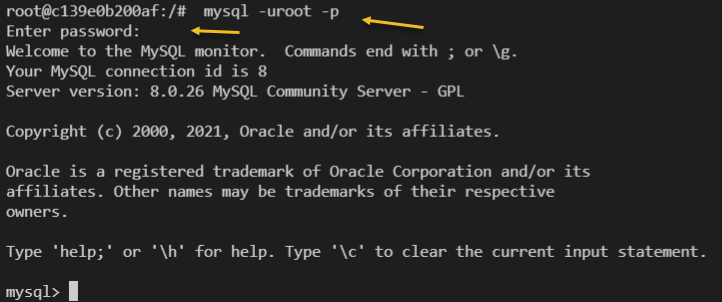 root@c139e0b200af:/#  mysql -uroot -p
Enter password:
Welcome to the MySQL monitor.  Commands end with ; or \g.
Your MySQL connection id is 8
Server version: 8.0.26 MySQL Community Server - GPL
Copyright (c) 2000, 2021, Oracle and/or its affiliates.
Oracle is a registered trademark of Oracle Corporation and/or its
affiliates. Other names may be trademarks of their respective
owners.
Type 'help;' or '\h' for help. Type '\c' to clear the current input statement.
mysql>